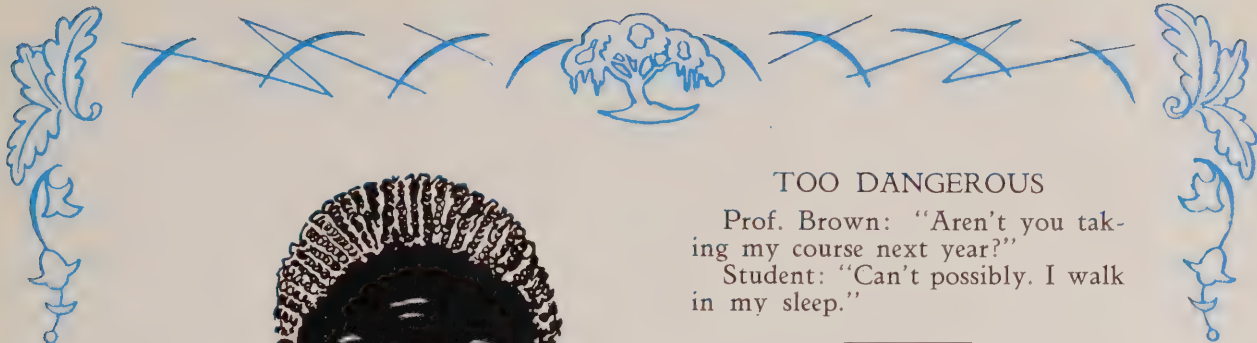 TOO DANGEROUS
Prof. Brown: "Aren't you tak-
ing my course next year?"
Student: "Can't possibly. I walk
in my sleep."